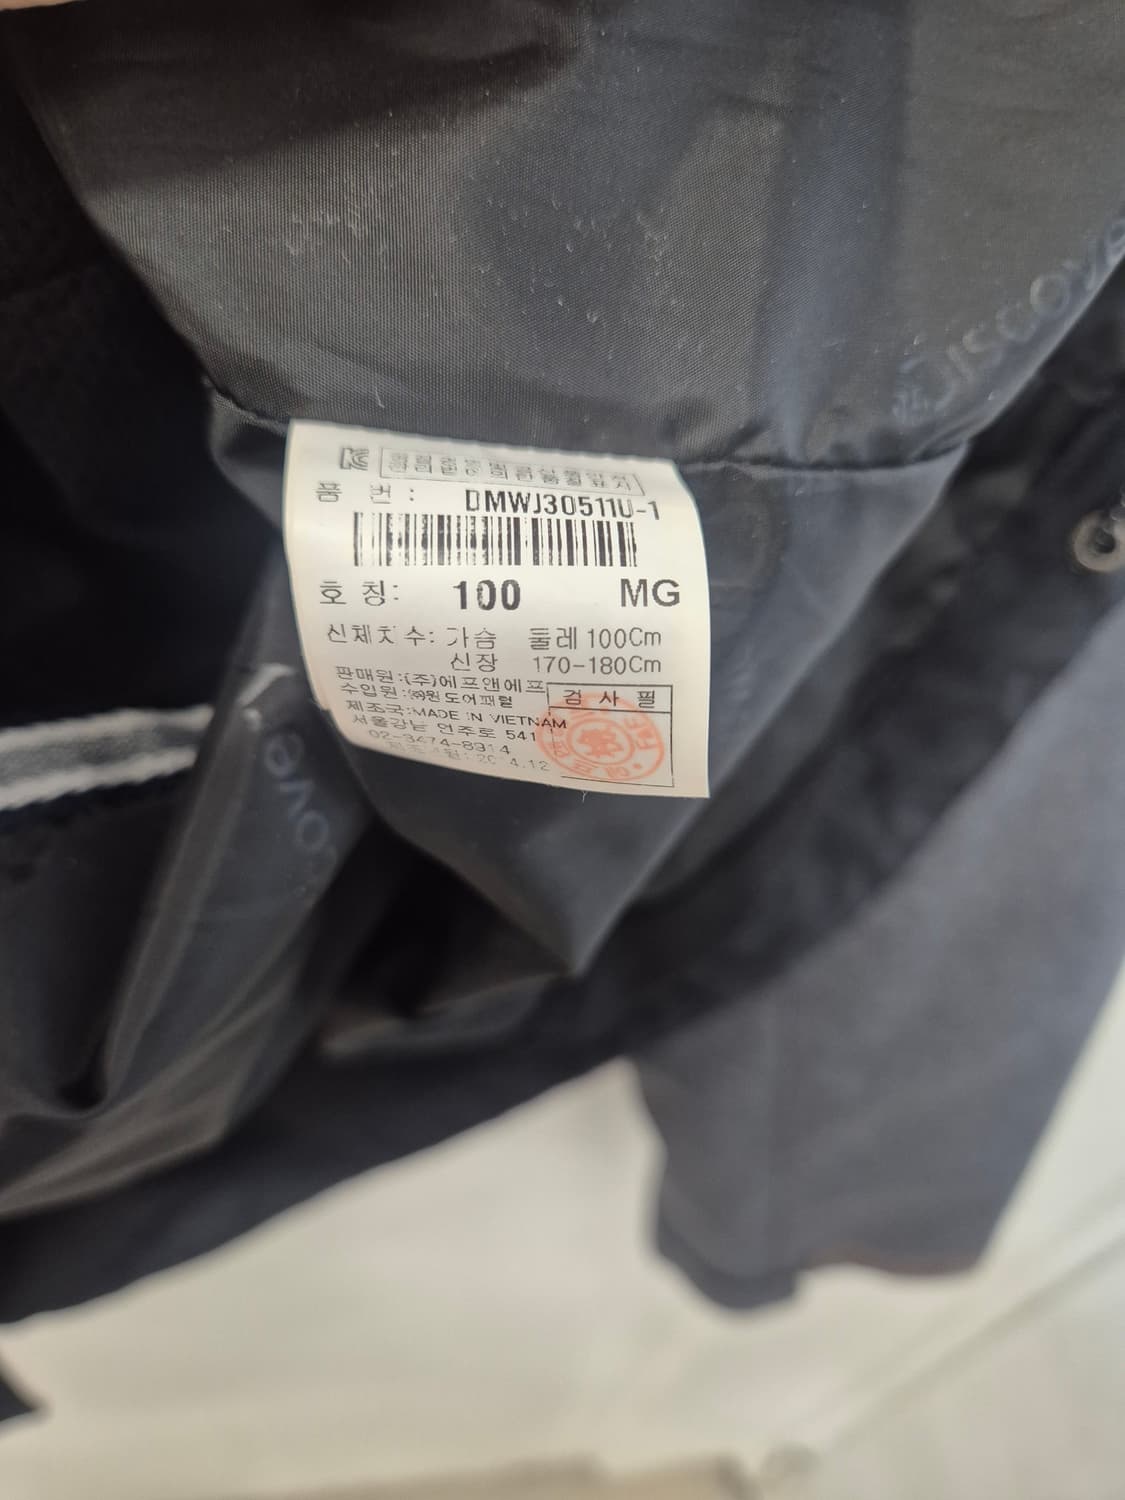 품 번: DMWJ30511U-1
호 칭: 100 MG
신체치수: 가슴 둘레 100Cm
신장 170-180Cm
판매원:(주)에프앤에프
수입원:㈜원도어패럴
검 사 필
제조국:MADE IN VIETNAM
서울강남 언주로 541
02-3474-8914